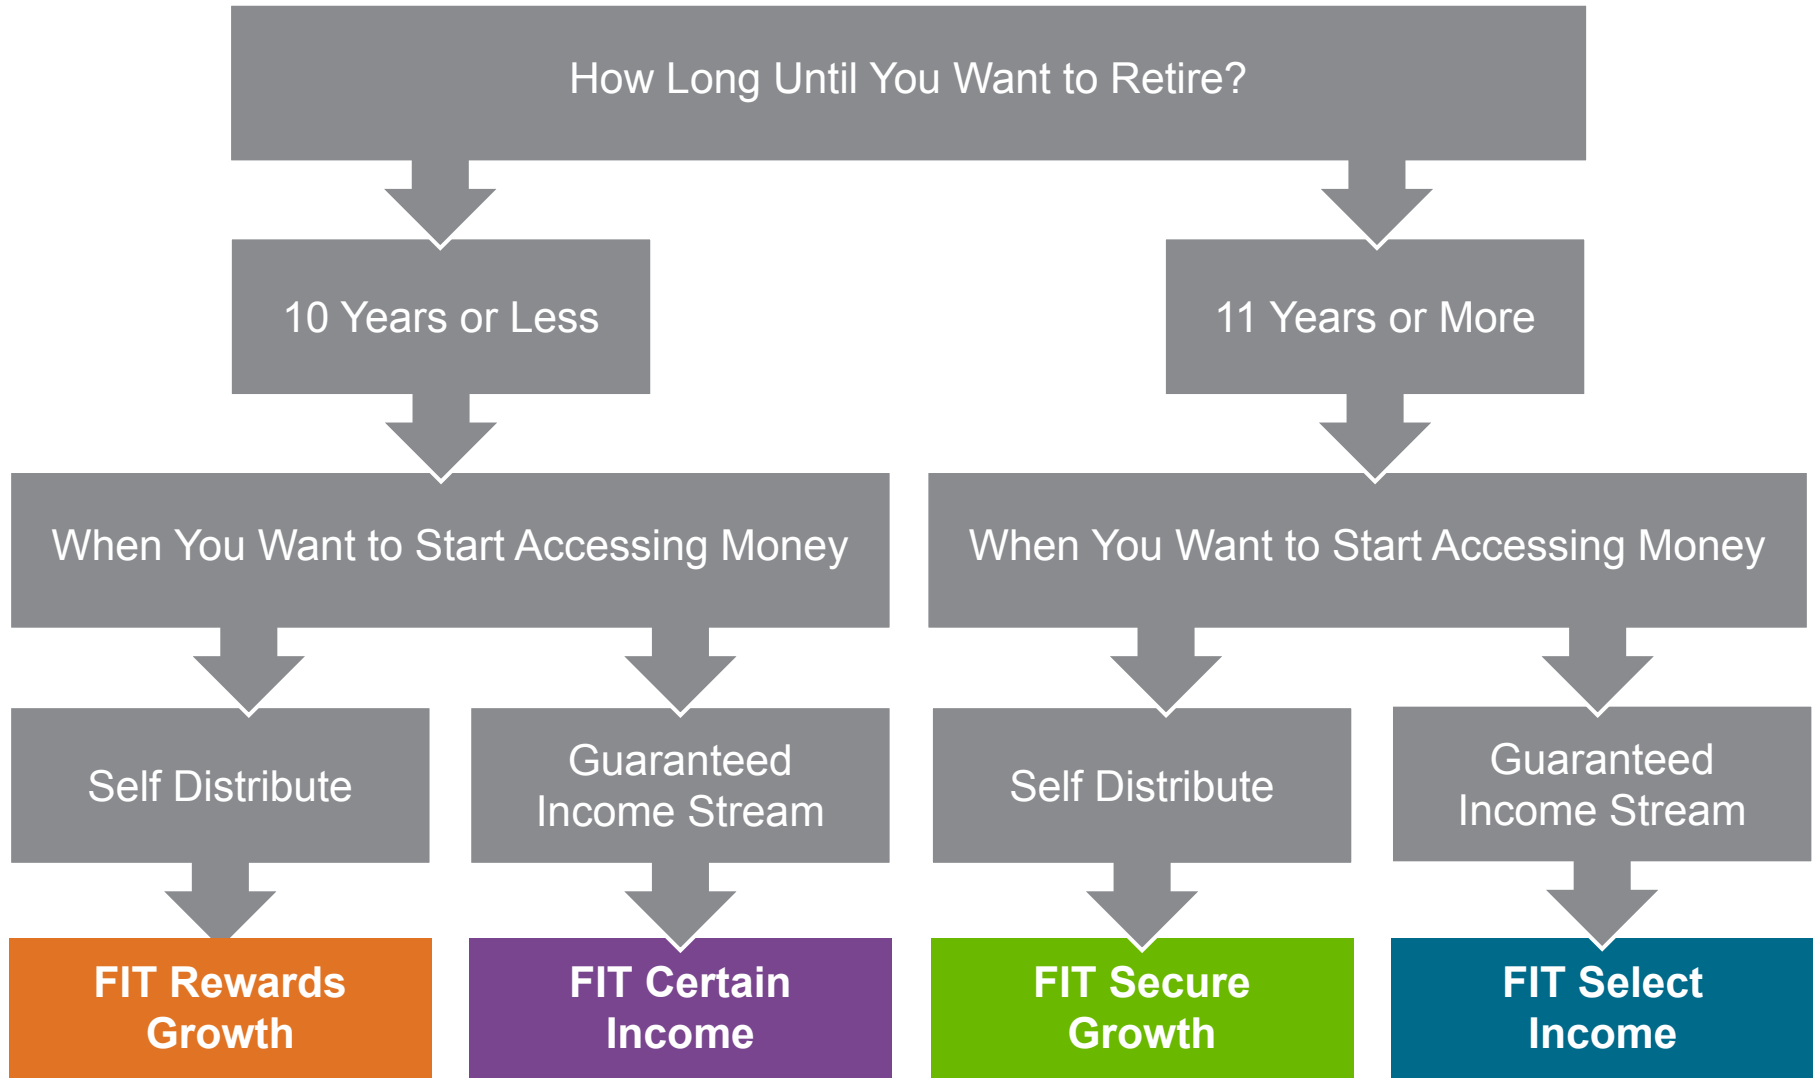 How Long Until You Want to Retire?
10 Years or Less
11 Years or More
When You Want to Start Accessing Money
When You Want to Start Accessing Money
Self Distribute
Guaranteed
Income Stream
Self Distribute
Guaranteed
Income Stream
FIT Rewards
Growth
FIT Certain
Income
FIT Secure
Growth
FIT Select
Income